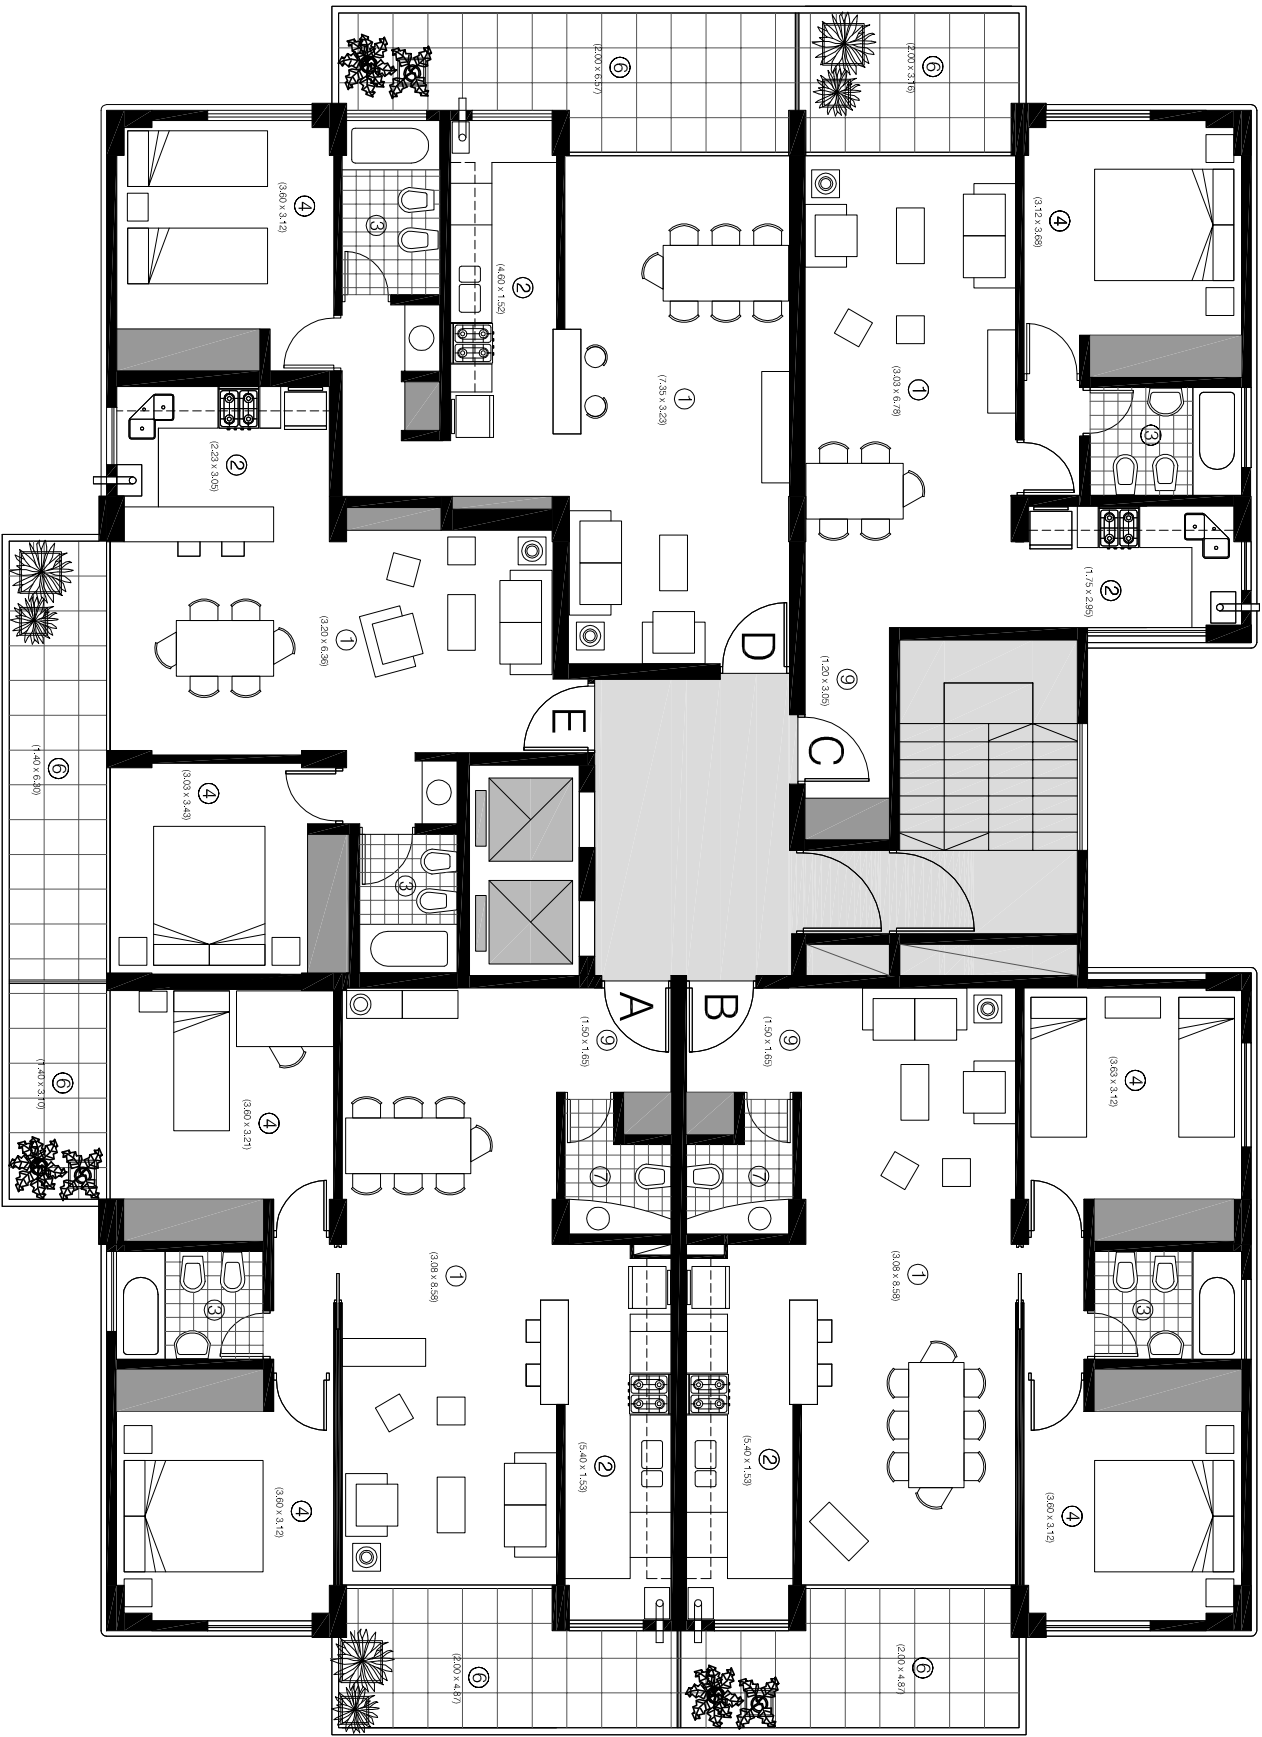 6
(2.00 x 6.57)
6
(2.00 x 3.16)
4
(3.60 x 3.12)
3
2
(4.60 x 1.52)
1
(7.35 x 3.23)
1
(3.03 x 6.78)
4
(3.12 x 3.68)
3
2
(2.23 x 3.05)
2
(1.75 x 2.95)
1
(3.20 x 6.36)
D
9
(1.20 x 3.05)
E
C
6
(1.40 x 6.30)
4
(3.03 x 3.43)
3
A
B
9
(1.50 x 1.65)
9
(1.50 x 1.65)
6
(1.40 x 3.10)
4
(3.60 x 3.21)
4
(3.63 x 3.12)
7
7
1
(3.08 x 8.58)
1
(3.08 x 8.58)
3
3
2
(5.40 x 1.53)
2
(5.40 x 1.53)
4
(3.60 x 3.12)
4
(3.60 x 3.12)
6
(2.00 x 4.87)
6
(2.00 x 4.87)